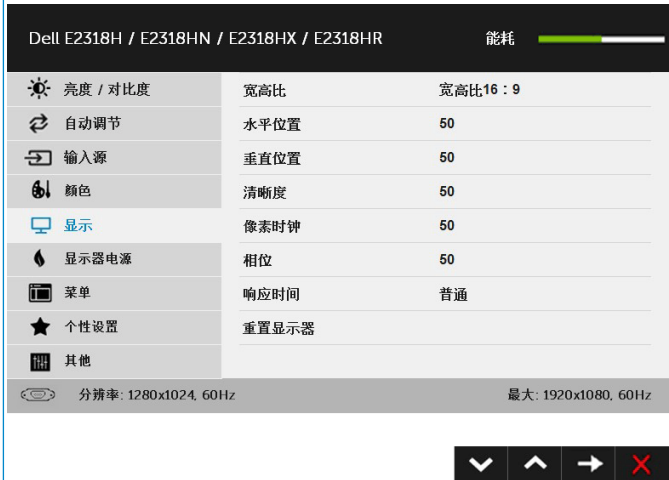 Dell E2318H / E2318HN / E2318HX / E2318HR 能耗
亮度 / 对比度 宽高比 宽高比16：9
自动调节 水平位置 50
输入源 垂直位置 50
颜色 清晰度 50
显示 像素时钟 50
显示器电源 相位 50
菜单 响应时间 普通
个性设置 重置显示器
其他
分辨率: 1280x1024, 60Hz 最大: 1920x1080, 60Hz